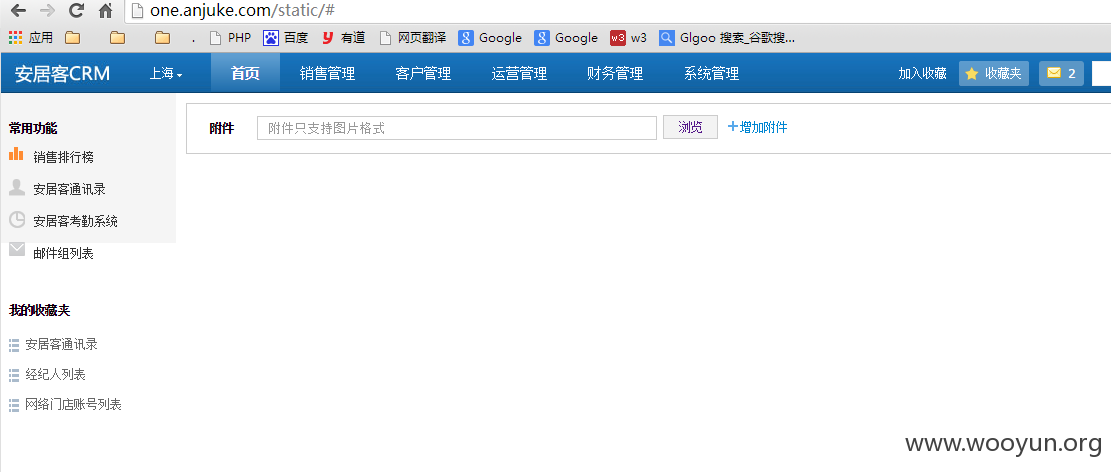 one.anjuke.com/static/#
应用 . PHP 百度 有道 网页翻译 Google Google w3 w3 Glgoo 搜索_谷歌搜...
安居客CRM 上海 首页 销售管理 客户管理 运营管理 财务管理 系统管理 加入收藏 收藏夹 2
常用功能
附件 附件只支持图片格式 浏览 +增加附件
销售排行榜
安居客通讯录
安居客考勤系统
邮件组列表
我的收藏夹
安居客通讯录
经纪人列表
网络门店账号列表
www.wooyun.org